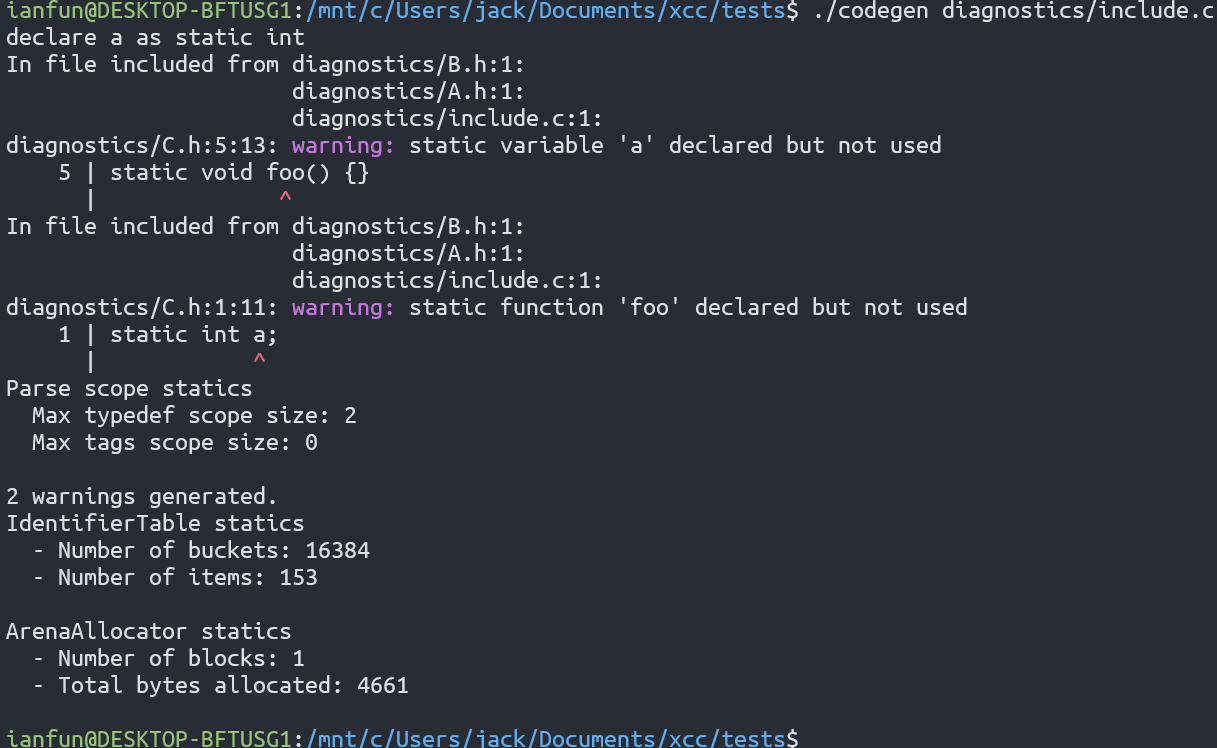 ianfun@DESKTOP-BFTUSG1:/mnt/c/Users/jack/Documents/xcc/tests$ ./codegen diagnostics/include.c
declare a as static int
In file included from diagnostics/B.h:1:
                      diagnostics/A.h:1:
                      diagnostics/include.c:1:
diagnostics/C.h:5:13: warning: static variable 'a' declared but not used
    5 | static void foo() {}
      |              ^
In file included from diagnostics/B.h:1:
                      diagnostics/A.h:1:
                      diagnostics/include.c:1:
diagnostics/C.h:1:11: warning: static function 'foo' declared but not used
    1 | static int a;
      |            ^
Parse scope statics
  Max typedef scope size: 2
  Max tags scope size: 0

2 warnings generated.
IdentifierTable statics
  - Number of buckets: 16384
  - Number of items: 153

ArenaAllocator statics
  - Number of blocks: 1
  - Total bytes allocated: 4661

ianfun@DESKTOP-BFTUSG1:/mnt/c/Users/jack/Documents/xcc/tests$